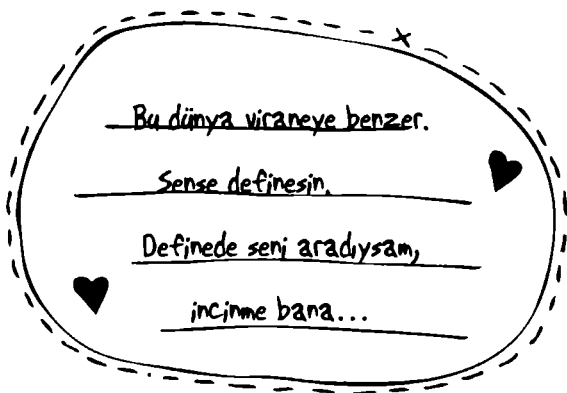 Bu dünya viraneye benzer.
Sense definesin.
Definede seni aradıysam,
incinme bana...